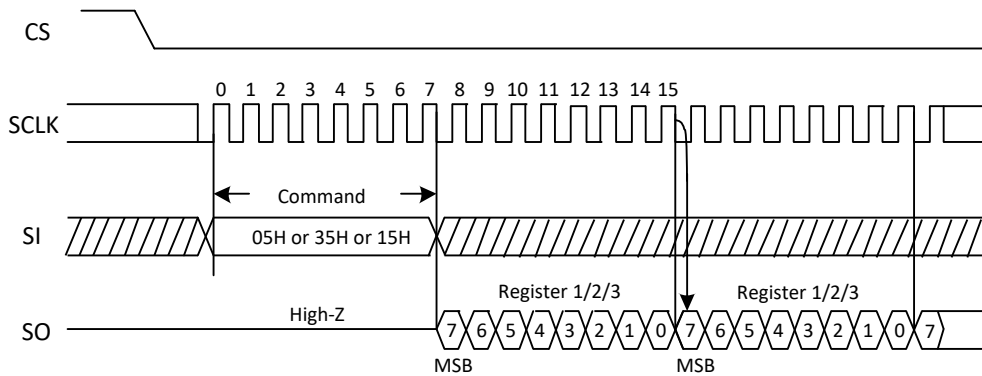 CS
0 1 2 3 4 5 6 7 8 9 10 11 12 13 14 15
SCLK
Command
SI
05H or 35H or 15H
Register 1/2/3 Register 1/2/3
High-Z
SO
7 6 5 4 3 2 1 0 7 6 5 4 3 2 1 0 7
MSB MSB